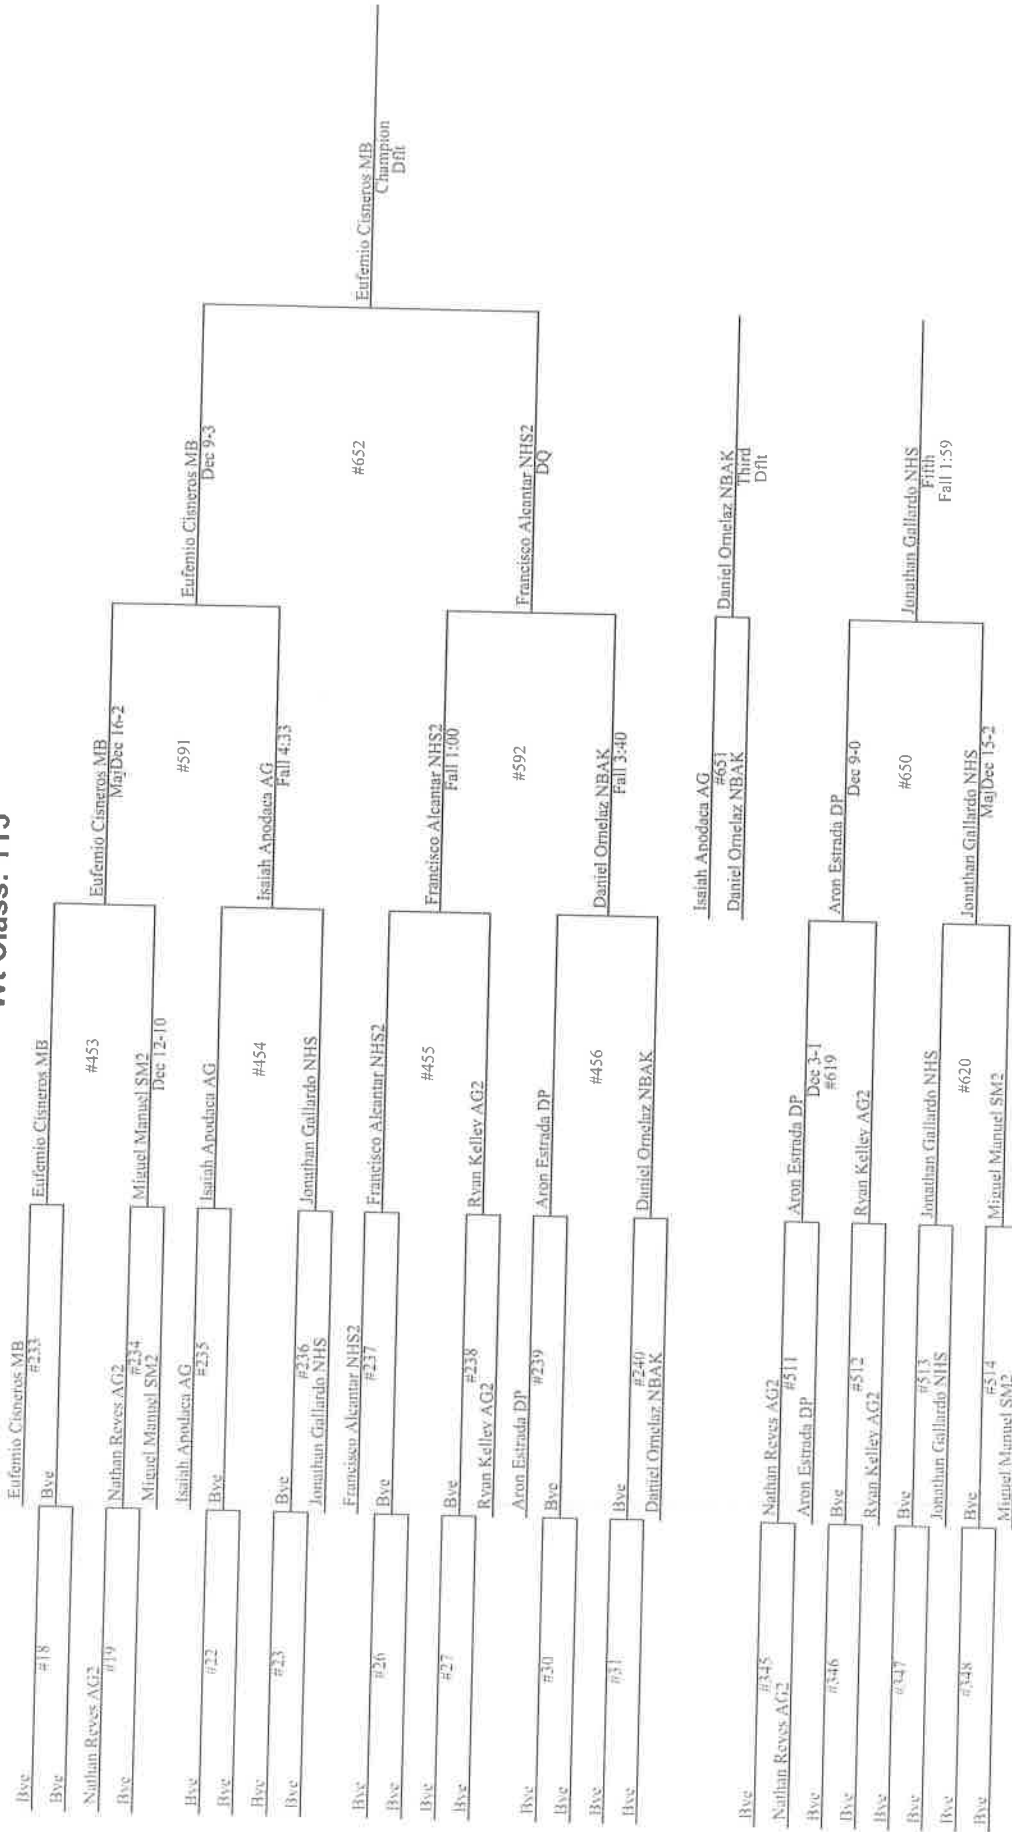 Wt Class: 115
Bye
#18
Bye
Nathan Reyes AG2
#19
Bye
Bye
#22
Bye
Bye
#23
Bye
Bye
#26
Bye
Bye
#27
Bye
Bye
#30
Bye
Bye
#31
Bye
Eufemio Cisneros MB
#233
Bye
Nathan Reyes AG2
#234
Miguel Manuel SM2
Isaiah Apodaca AG
#235
Bye
Bye
#236
Jonathan Gallardo NHS
Francisco Alcantar NHS2
#237
Bye
Bye
#238
Ryan Kelley AG2
Aron Estrada DP
#239
Bye
Bye
#240
Daniel Ornelaz NBAK
Eufemio Cisneros MB
#453
Miguel Manuel SM2
Dec 12-10
Isaiah Apodaca AG
#454
Jonathan Gallardo NHS
Francisco Alcantar NHS2
#455
Ryan Kelley AG2
Aron Estrada DP
#456
Daniel Ornelaz NBAK
Eufemio Cisneros MB
MajDec 16-2
#591
Isaiah Apodaca AG
Fall 4:33
Francisco Alcantar NHS2
Fall 1:00
#592
Daniel Ornelaz NBAK
Fall 3:40
Eufemio Cisneros MB
Dec 9-3
#652
Francisco Alcantar NHS2
DQ
Eufemio Cisneros MB
Champion
Dflt
Isaiah Apodaca AG
#651
Daniel Ornelaz NBAK
Daniel Ornelaz NBAK
Third
Dflt
Bye
#345
Nathan Reyes AG2
Bye
#346
Bye
Bye
#347
Bye
Bye
#348
Bye
Nathan Reyes AG2
#511
Aron Estrada DP
Bye
#512
Ryan Kelley AG2
Bye
#513
Jonathan Gallardo NHS
Bye
#514
Miguel Manuel SM2
Aron Estrada DP
Dec 3-1
#619
Ryan Kelley AG2
Jonathan Gallardo NHS
#620
Miguel Manuel SM2
Aron Estrada DP
Dec 9-0
#650
Jonathan Gallardo NHS
MajDec 15-2
Jonathan Gallardo NHS
Fifth
Fall 1:59